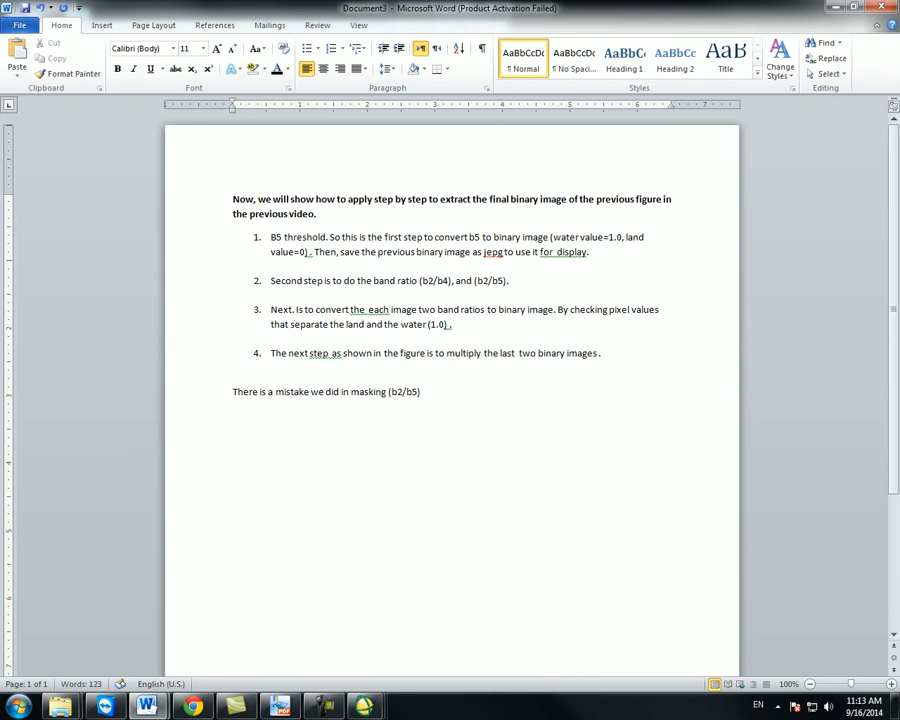 Document3 - Microsoft Word (Product Activation Failed)
File Home Insert Page Layout References Mailings Review View
Cut
Copy
Format Painter
Paste
Calibri (Body) 11
AaBbCcDc AaBbCcDc AaBbC AaBbCc AaB
¶ Normal ¶ No Spaci... Heading 1 Heading 2 Title
Change Styles
Find
Replace
Select
Clipboard Font Paragraph Styles Editing
Now, we will show how to apply step by step to extract the final binary image of the previous figure in
the previous video.
1. B5 threshold. So this is the first step to convert b5 to binary image (water value=1.0, land
value=0) . Then, save the previous binary image as jepg to use it for display.
2. Second step is to do the band ratio (b2/b4), and (b2/b5).
3. Next. Is to convert the each image two band ratios to binary image. By checking pixel values
that separate the land and the water (1.0) .
4. The next step as shown in the figure is to multiply the last two binary images .
There is a mistake we did in masking (b2/b5)
Page: 1 of 1 Words: 123 English (U.S.) 100%
EN 11:13 AM
9/16/2014